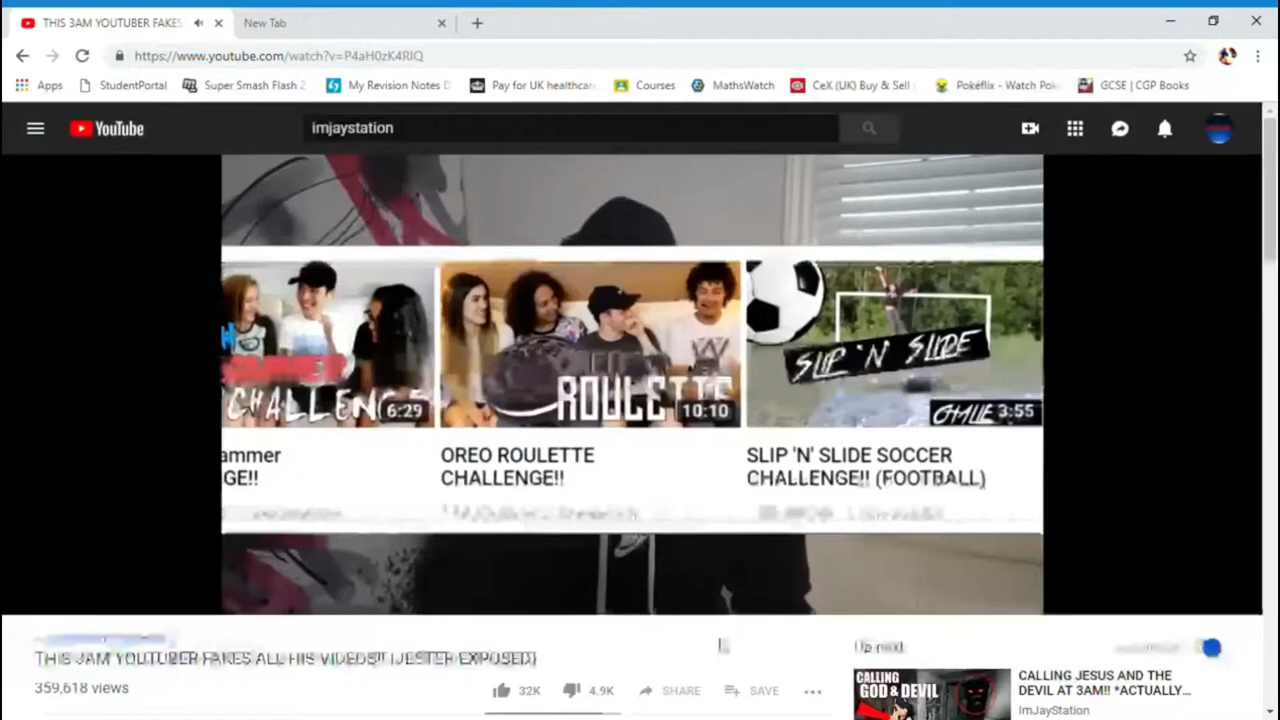 THIS 3AM YOUTUBER FAKES
New Tab
https://www.youtube.com/watch?v=P4aH0zK4RIQ
Apps
StudentPortal
Super Smash Flash 2
My Revision Notes D
Pay for UK healthcare
Courses
MathsWatch
CeX (UK) Buy & Sell
Pokéflix - Watch Pok
GCSE | CGP Books
YouTube
imjaystation
CHALLENG
6:29
ROULETTE
10:10
SLIP 'N' SLIDE
3:55
ammer
GE!!
OREO ROULETTE
CHALLENGE!!
SLIP 'N' SLIDE SOCCER
CHALLENGE!! (FOOTBALL)
THIS 3AM YOUTUBER FAKES ALL HIS VIDEOS!! (JESTER EXPOSED)
359,618 views
32K
4.9K
SHARE
SAVE
Up next
CALLING
GOD & DEVIL
CALLING JESUS AND THE
DEVIL AT 3AM!! *ACTUALLY...
ImJayStation